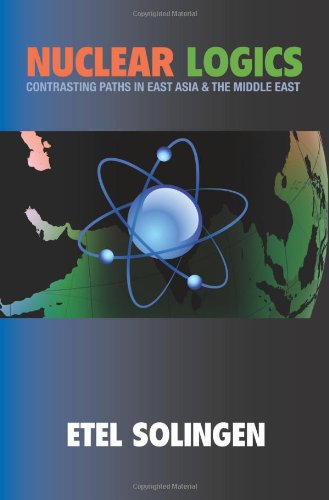 NUCLEAR LOGICS
CONTRASTING PATHS IN EAST ASIA & THE MIDDLE EAST
ETEL SOLINGEN